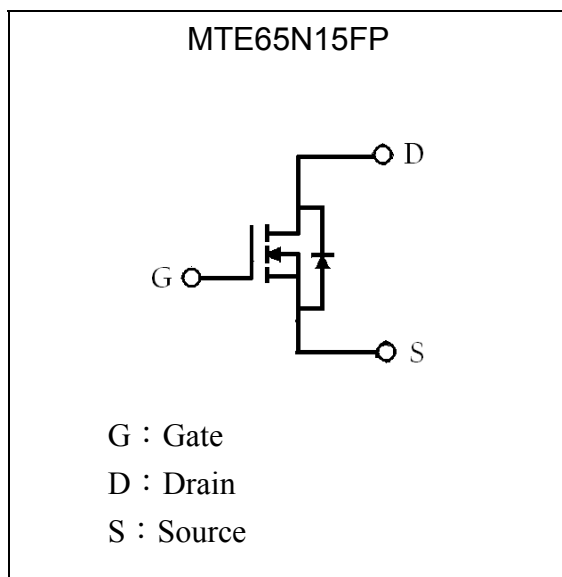 MTE65N15FP
D
G
S
G：Gate
D：Drain
S：Source